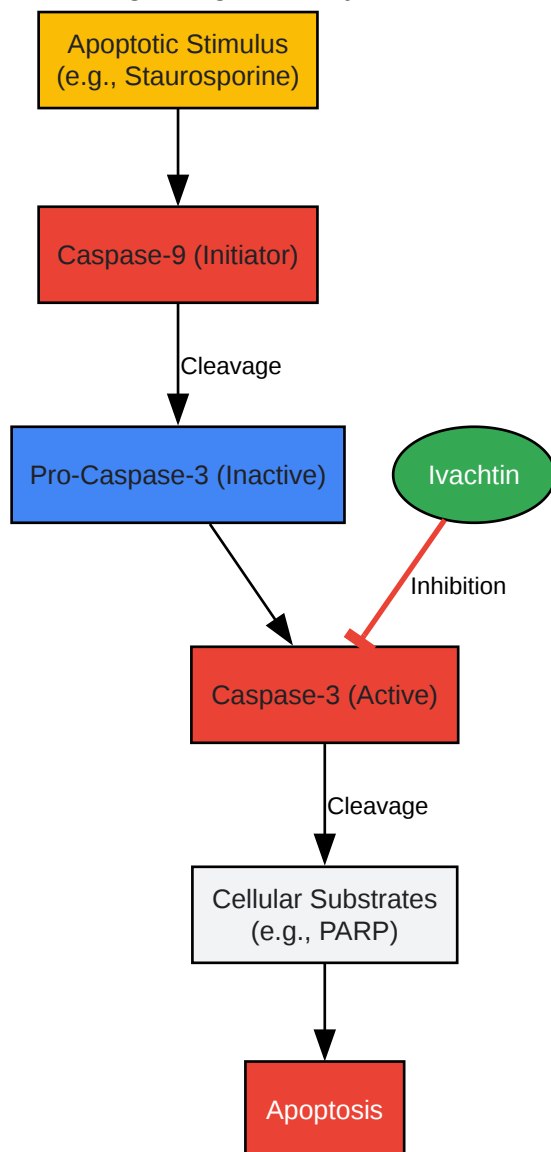 Apoptotic Stimulus
(e.g., Staurosporine)
Caspase-9 (Initiator)
Cleavage
Pro-Caspase-3 (Inactive)
Ivachtin
Inhibition
Caspase-3 (Active)
Cleavage
Cellular Substrates
(e.g., PARP)
Apoptosis